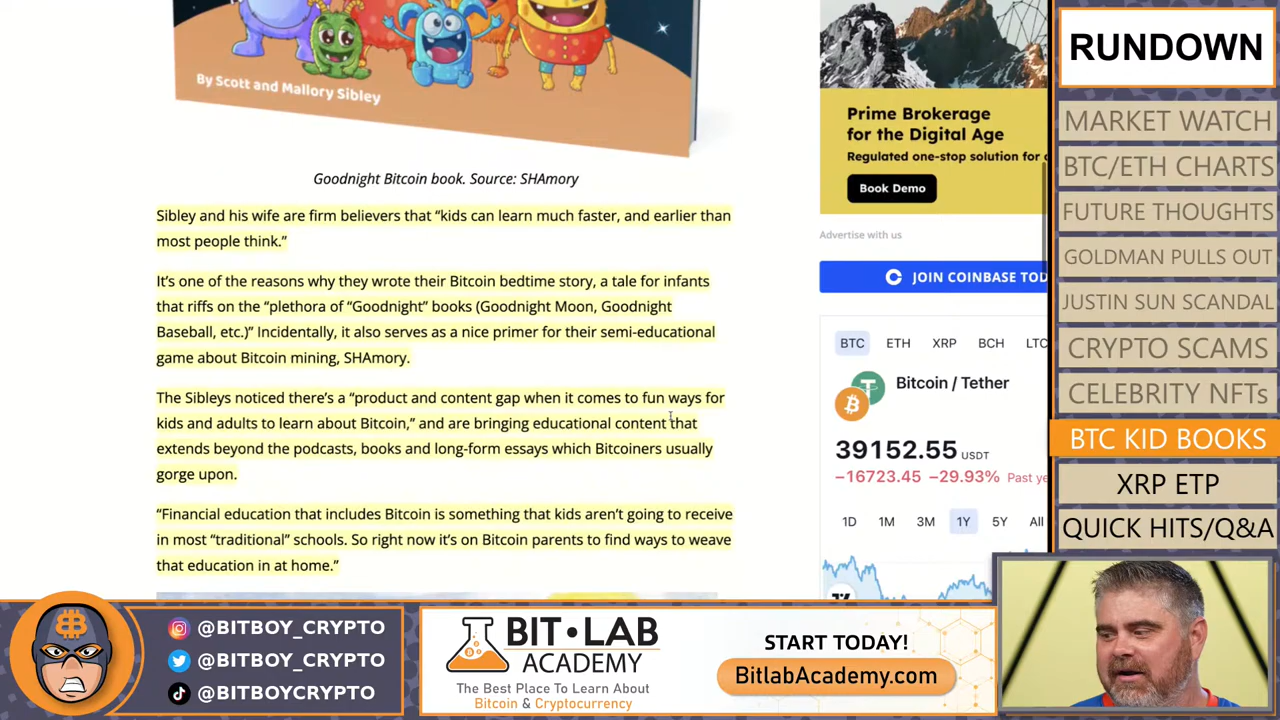 By Scott and Mallory Sibley
Goodnight Bitcoin book. Source: SHAmory
Sibley and his wife are firm believers that “kids can learn much faster, and earlier than
most people think.”
It’s one of the reasons why they wrote their Bitcoin bedtime story, a tale for infants
that riffs on the “plethora of “Goodnight” books (Goodnight Moon, Goodnight
Baseball, etc.)” Incidentally, it also serves as a nice primer for their semi-educational
game about Bitcoin mining, SHAmory.
The Sibleys noticed there’s a “product and content gap when it comes to fun ways for
kids and adults to learn about Bitcoin,” and are bringing educational content that
extends beyond the podcasts, books and long-form essays which Bitcoiners usually
gorge upon.
“Financial education that includes Bitcoin is something that kids aren’t going to receive
in most “traditional” schools. So right now it’s on Bitcoin parents to find ways to weave
that education in at home.”
Prime Brokerage
for the Digital Age
Regulated one-stop solution for
Book Demo
Advertise with us
JOIN COINBASE TOD
BTC ETH XRP BCH LTC
Bitcoin / Tether
39152.55 USDT
−16723.45 −29.93% Past ye
1D 1M 3M 1Y 5Y All
RUNDOWN
MARKET WATCH
BTC/ETH CHARTS
FUTURE THOUGHTS
GOLDMAN PULLS OUT
JUSTIN SUN SCANDAL
CRYPTO SCAMS
CELEBRITY NFTs
BTC KID BOOKS
XRP ETP
QUICK HITS/Q&A
@BITBOY_CRYPTO
@BITBOY_CRYPTO
@BITBOYCRYPTO
BIT•LAB
ACADEMY
The Best Place To Learn About
Bitcoin & Cryptocurrency
START TODAY!
BitlabAcademy.com